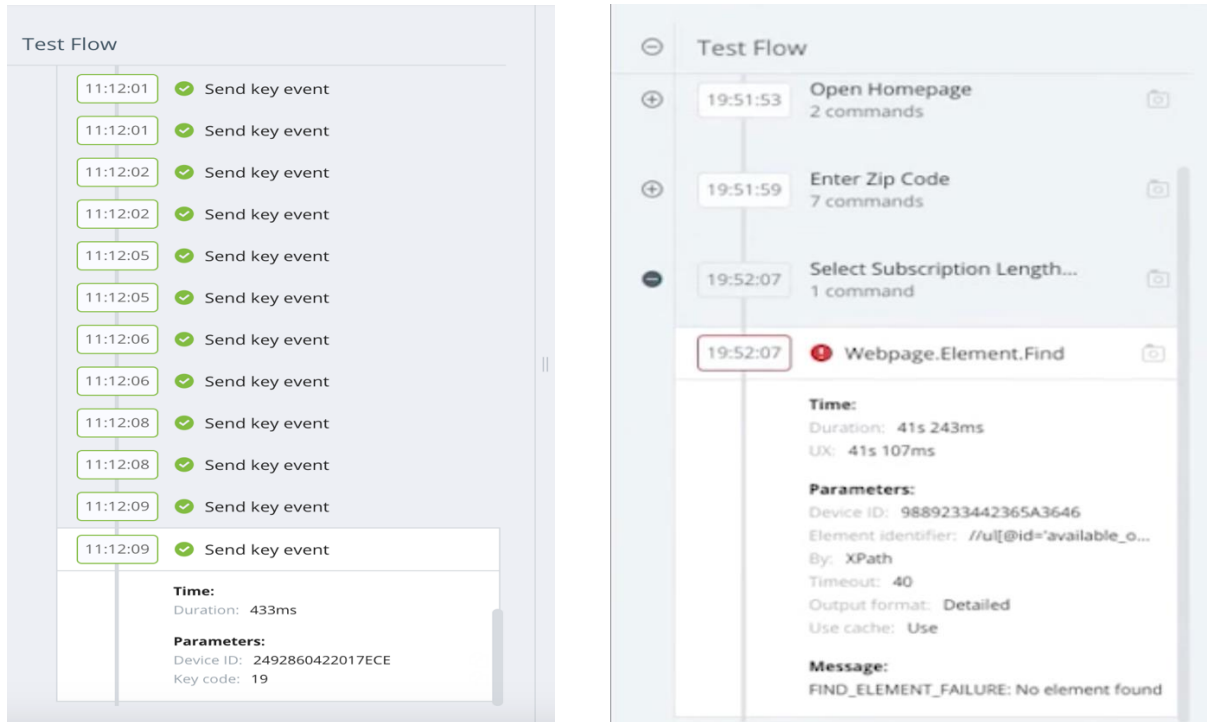 Test Flow
11:12:01 Send key event
11:12:01 Send key event
11:12:02 Send key event
11:12:02 Send key event
11:12:05 Send key event
11:12:05 Send key event
11:12:06 Send key event
11:12:06 Send key event
11:12:08 Send key event
11:12:08 Send key event
11:12:09 Send key event
11:12:09 Send key event
Time:
Duration: 433ms
Parameters:
Device ID: 2492860422017ECE
Key code: 19
Test Flow
19:51:53 Open Homepage
2 commands
19:51:59 Enter Zip Code
7 commands
19:52:07 Select Subscription Length...
1 command
19:52:07 Webpage.Element.Find
Time:
Duration: 41s 243ms
UX: 41s 107ms
Parameters:
Device ID: 9889233442365A3646
Element identifier: //ul[@id='available_o...
By: XPath
Timeout: 40
Output format: Detailed
Use cache: Use
Message:
FIND_ELEMENT_FAILURE: No element found